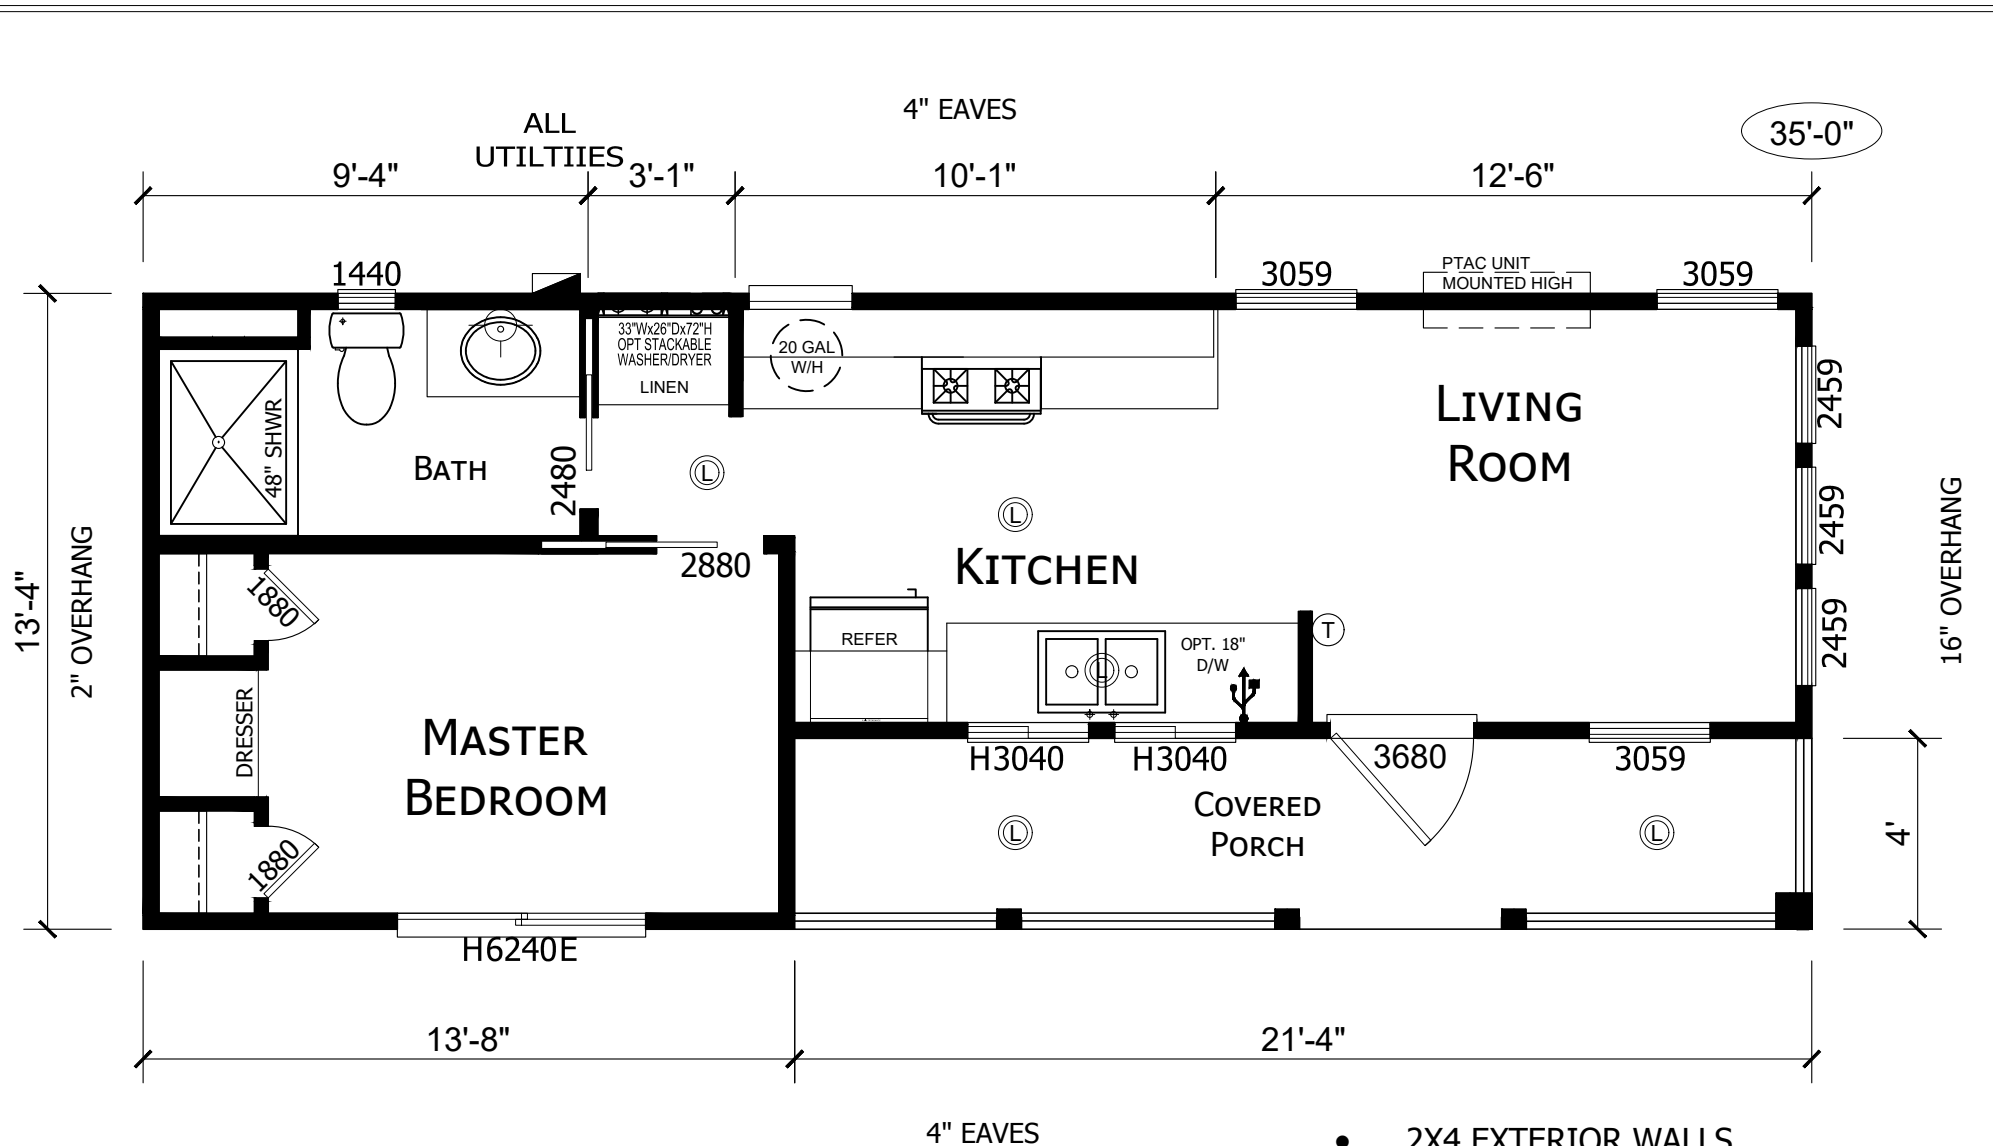 4" EAVES
35'-0"
ALL
UTILTIIES
9'-4"
3'-1"
10'-1"
12'-6"
1440
3059
PTAC UNIT
MOUNTED HIGH
3059
33"Wx26"Dx72"H
OPT STACKABLE
WASHER/DRYER
LINEN
20 GAL
W/H
48" SHWR
BATH
2480
L
L
LIVING
ROOM
2459
2459
2459
13'-4"
2" OVERHANG
16" OVERHANG
2880
KITCHEN
1880
REFER
OPT. 18"
D/W
L
T
DRESSER
MASTER
BEDROOM
H3040
H3040
3680
3059
COVERED
PORCH
L
L
4'
1880
H6240E
13'-8"
21'-4"
4" EAVES
• 2X4 EXTERIOR WALLS